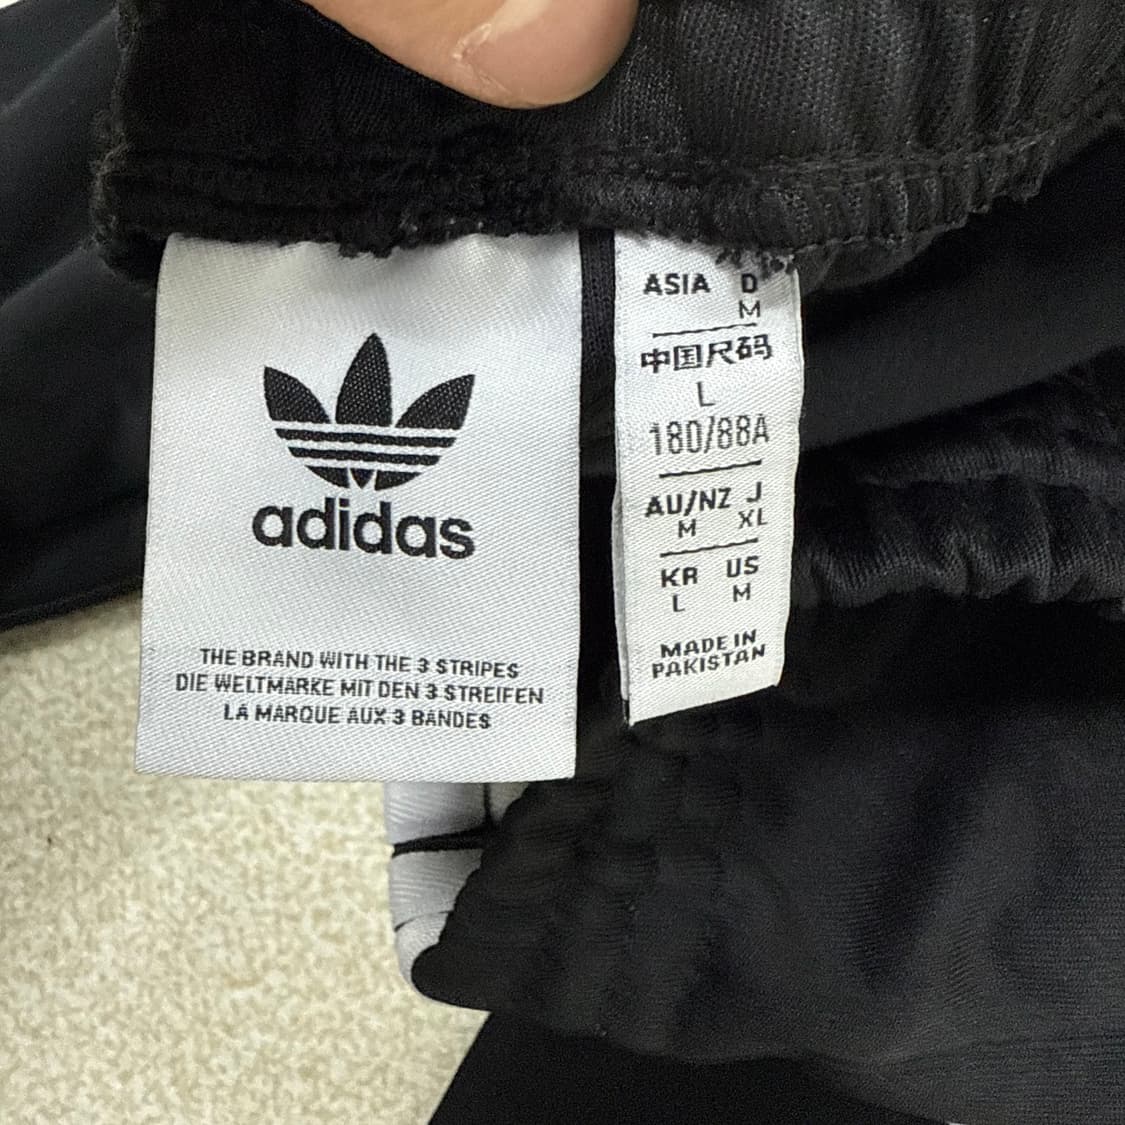 adidas
THE BRAND WITH THE 3 STRIPES
DIE WELTMARKE MIT DEN 3 STREIFEN
LA MARQUE AUX 3 BANDES
ASIA D
M
中国尺码
L
180/88A
AU/NZ J
M XL
KR US
L M
MADE IN
PAKISTAN